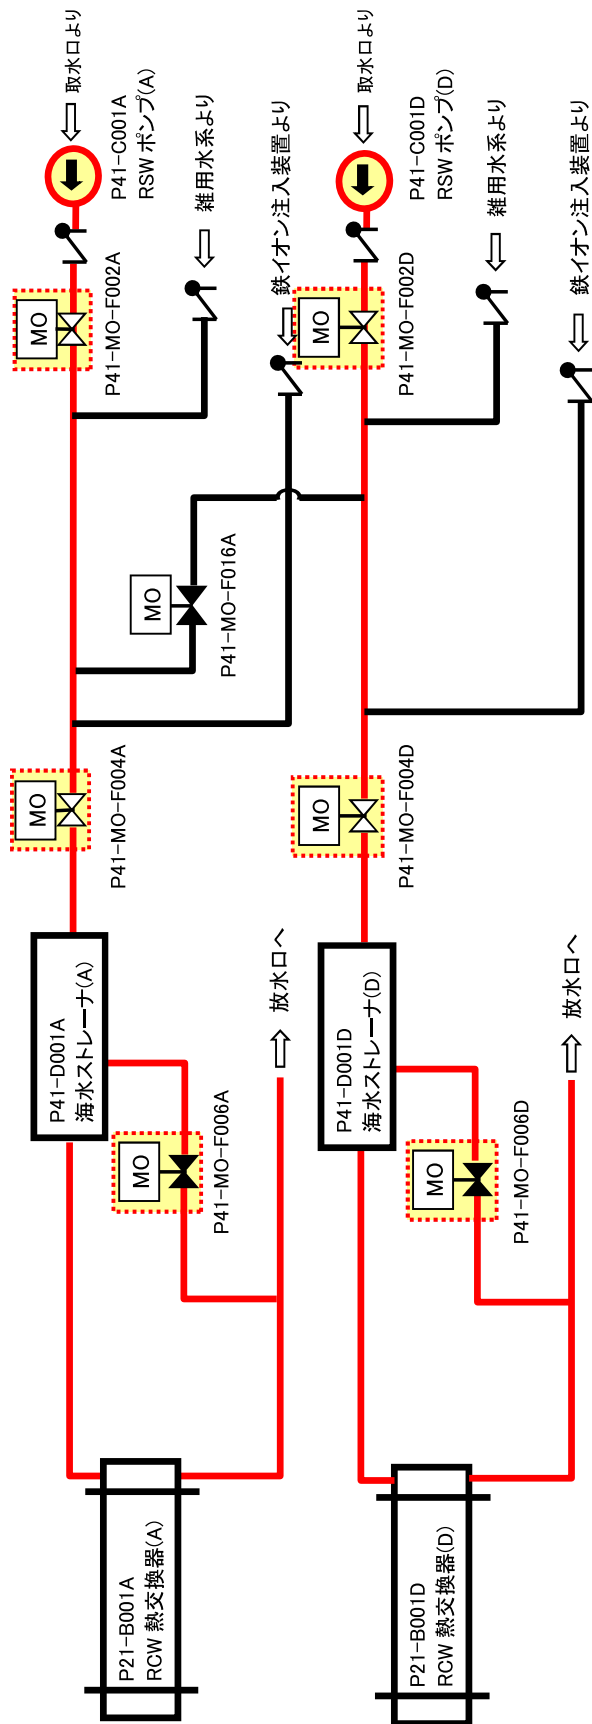 取水口より
P41-C001A
RSW ポンプ(A)
雑用水系より
鉄イオン注入装置より
MO
P41-MO-F002A
MO
P41-MO-F016A
MO
P41-MO-F004A
P41-D001A
海水ストレーナ(A)
放水口へ
MO
P41-MO-F006A
P21-B001A
RCW 熱交換器(A)
取水口より
P41-C001D
RSW ポンプ(D)
雑用水系より
鉄イオン注入装置より
MO
P41-MO-F002D
MO
P41-MO-F004D
P41-D001D
海水ストレーナ(D)
放水口へ
MO
P41-MO-F006D
P21-B001D
RCW 熱交換器(D)